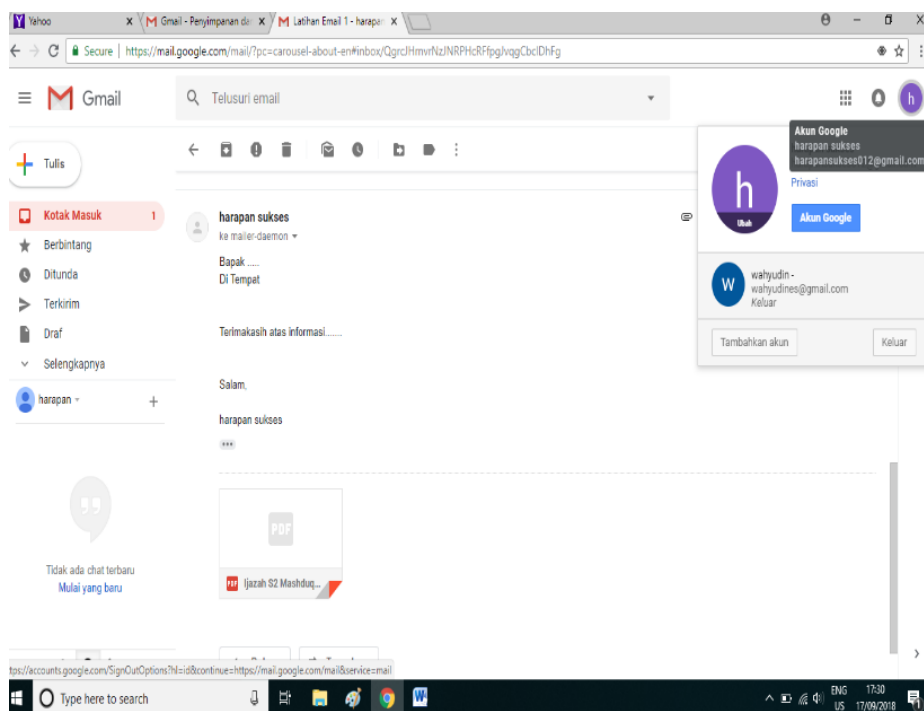 Yahoo
Gmail - Penyimpanan da
Latihan Email 1 - harapan
Secure | https://mail.google.com/mail/?pc=carousel-about-en#inbox/
Gmail
Telusuri email
Akun Google
harapan sukses
harapansukses012@gmail.com
Tulis
h
h
Privasi
Ubah
Akun Google
Kotak Masuk 1
harapan sukses
ke mailer-daemon
Berbintang
Bapak .....
Ditunda
Di Tempat
W
wahyudin -
wahyudines@gmail.com
Keluar
Terkirim
Draf
Terimakasih atas informasi.......
Tambahkan akun
Keluar
Selengkapnya
Salam,
harapan
harapan sukses
PDF
Tidak ada chat terbaru
Mulai yang baru
PDF Ijazah S2 Mashduq...
tps://accounts.google.com/SignOutOptions?hl=id&continue=https://mail.google.com/mail&service=mail
Type here to search
ENG
US
17:30
17/09/2018